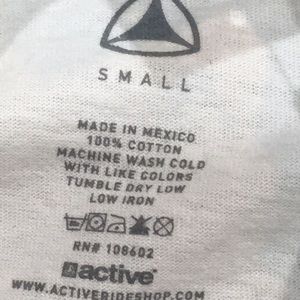 SMALL
MADE IN MEXICO
100% COTTON
MACHINE WASH COLD
WITH LIKE COLORS
TUMBLE DRY LOW
LOW IRON
RN# 108602
active
WWW.ACTIVERIDESHOP.COM